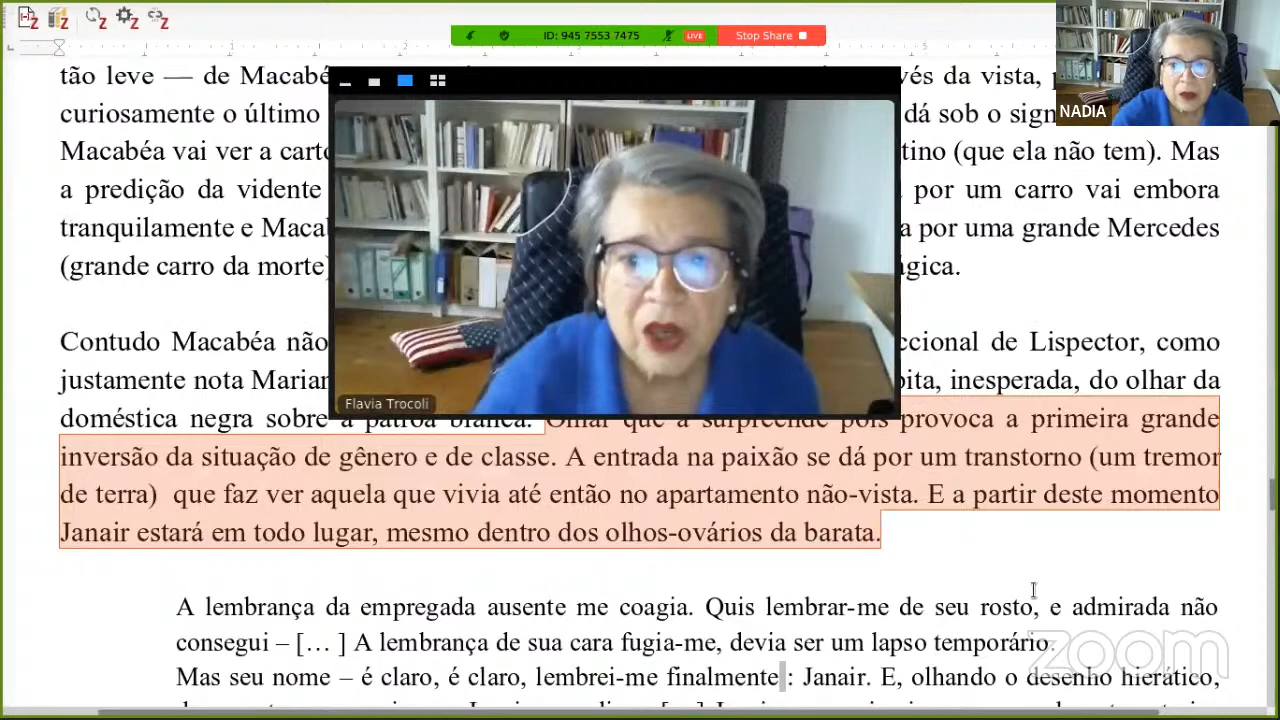 ID: 945 7553 7475
LIVE
Stop Share
NADIA
tão leve — de Macabé
vés da vista,
curiosamente o último
dá sob o sign
Macabéa vai ver a carto
tino (que ela não tem). Mas
a predição da vidente
por um carro vai embora
tranquilamente e Macab
a por uma grande Mercedes
(grande carro da morte)
ágica.
Flavia Trocoli
Contudo Macabéa não
ccional de Lispector, como
justamente nota Marian
bita, inesperada, do olhar da
doméstica negra sobre a patroa branca. Olhar que a surpreende pois provoca a primeira grande
inversão da situação de gênero e de classe. A entrada na paixão se dá por um transtorno (um tremor
de terra) que faz ver aquela que vivia até então no apartamento não-vista. E a partir deste momento
Janair estará em todo lugar, mesmo dentro dos olhos-ovários da barata.
A lembrança da empregada ausente me coagia. Quis lembrar-me de seu rosto, e admirada não
consegui – [… ] A lembrança de sua cara fugia-me, devia ser um lapso temporário.
Mas seu nome – é claro, é claro, lembrei-me finalmente : Janair. E, olhando o desenho hierático,
zoom